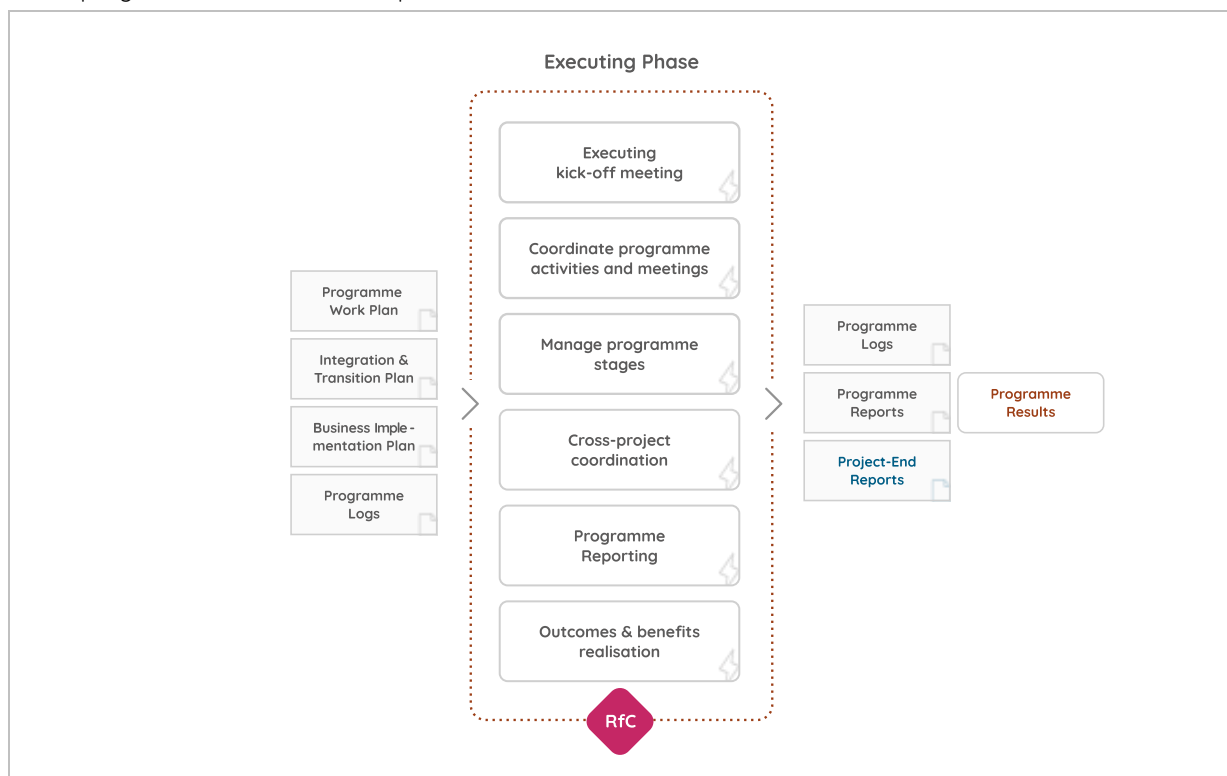 Executing Phase
Programme
Work Plan
Integration &
Transition Plan
Business Imple -
mentation Plan
Programme
Logs
Executing
kick-off meeting
Coordinate programme
activities and meetings
Manage programme
stages
Cross-project
coordination
Programme
Reporting
Outcomes & benefits
realisation
RfC
Programme
Logs
Programme
Reports
Project-End
Reports
Programme
Results